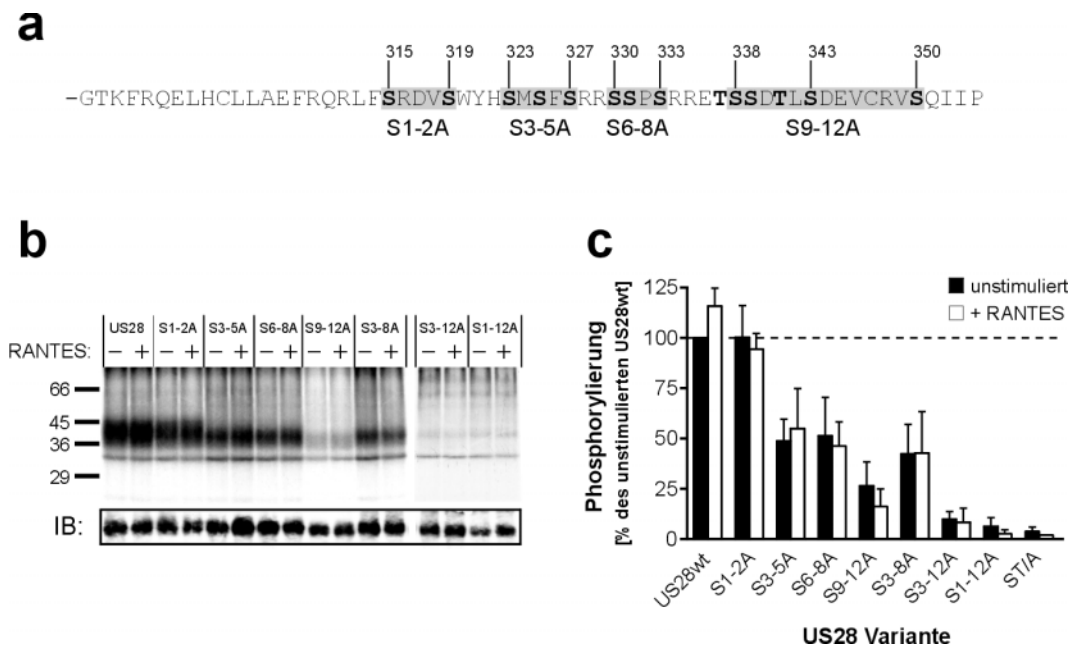 a
315 319 323 327 330 333 338 343 350
–GTKFRQELHCLLAEFRQRLFSRDVSWYHSMSFSRRSSPSRRETSSDTLSDEVCRVSQIIP
S1-2A S3-5A S6-8A S9-12A
b
US28 S1-2A S3-5A S6-8A S9-12A S3-8A S3-12A S1-12A
RANTES: – + – + – + – + – + – + – + – +
66
45
36
29
IB:
c
unstimuliert
+ RANTES
Phosphorylierung
[% des unstimulierten US28wt]
125
100
75
50
25
0
US28wt S1-2A S3-5A S6-8A S9-12A S3-8A S3-12A S1-12A ST/A
US28 Variante